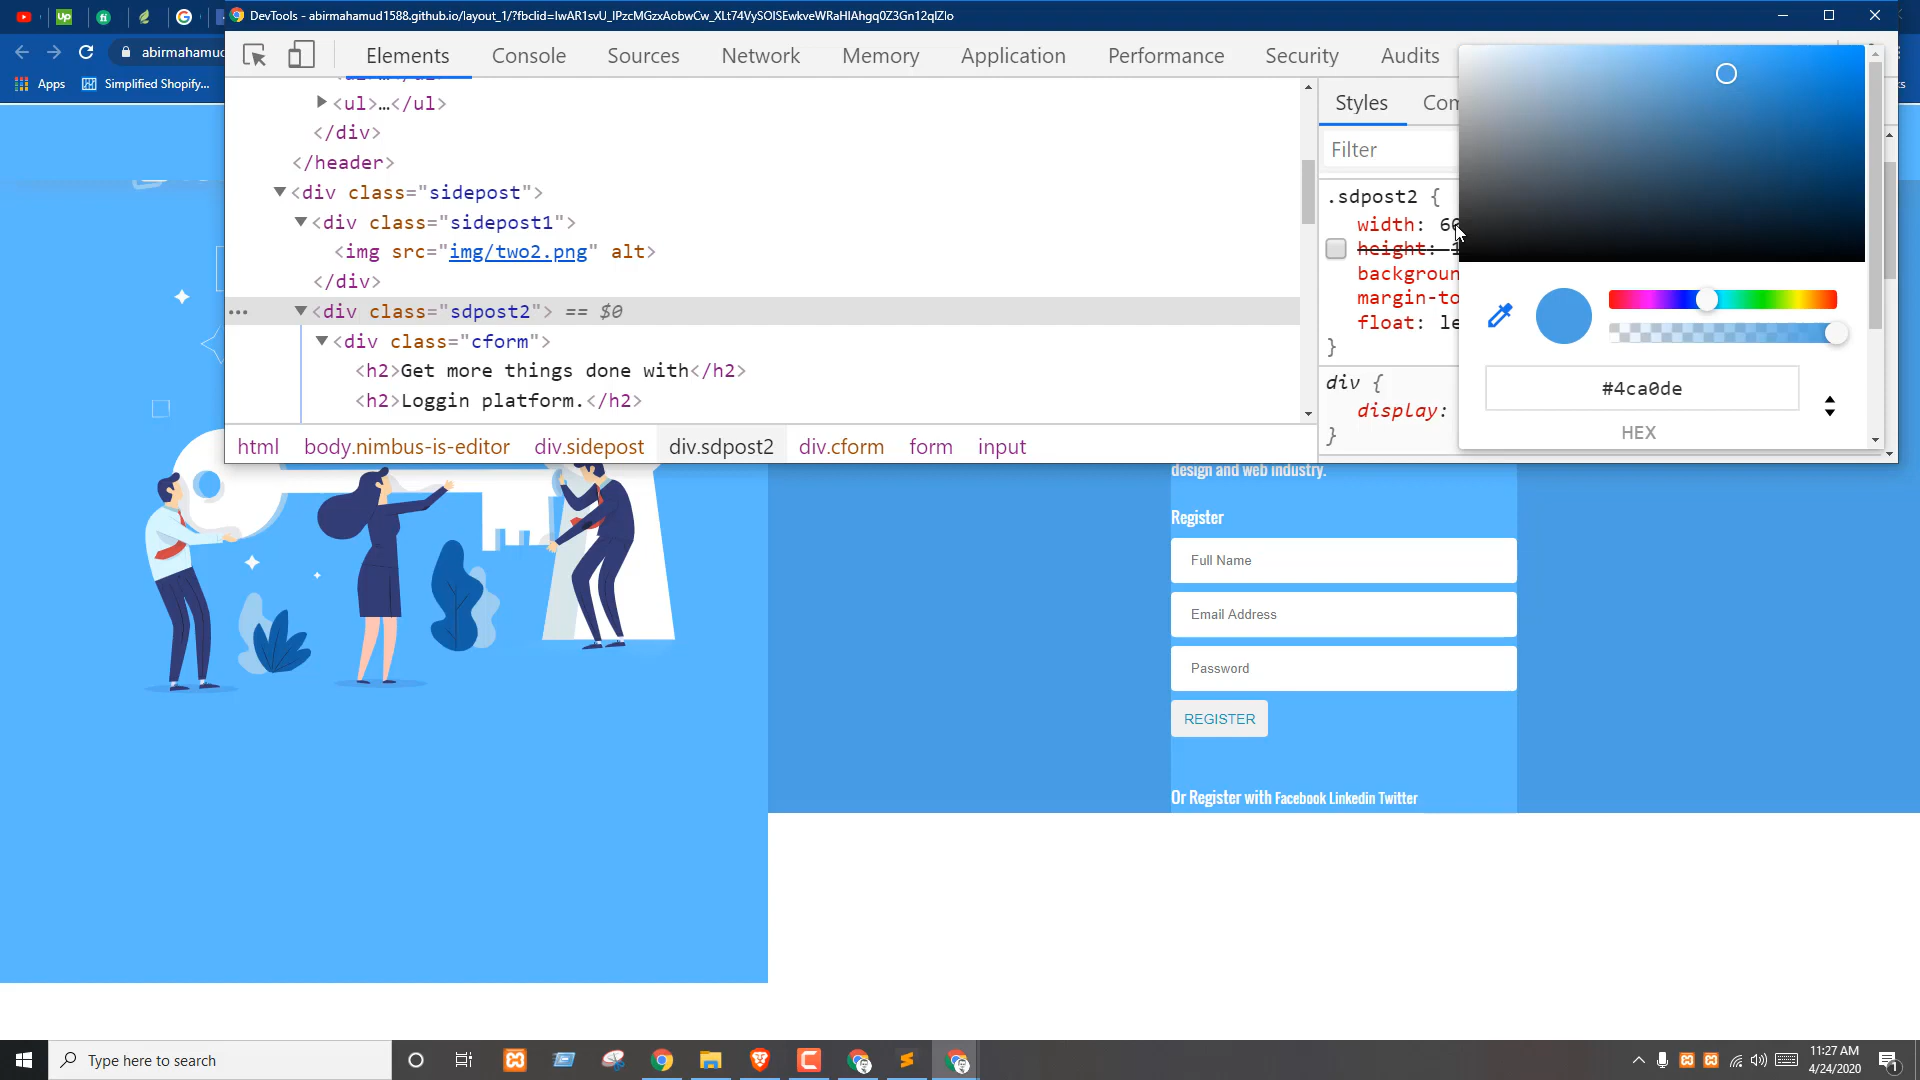 DevTools - abirmahamud1588.github.io/layout_1/?fbclid=IwAR1svU_IPzcMGzxAobwCw_XLt74VySOISEwkveWRaHIAhgq0Z3Gn12qIZlo
abirmahamud
Apps
Simplified Shopify...
Elements
Console
Sources
Network
Memory
Application
Performance
Security
Audits
<ul>…</ul>
</div>
</header>
<div class="sidepost">
<div class="sidepost1">
<img src="img/two2.png" alt>
</div>
<div class="sdpost2"> == $0
<div class="cform">
<h2>Get more things done with</h2>
<h2>Loggin platform.</h2>
html
body.nimbus-is-editor
div.sidepost
div.sdpost2
div.cform
form
input
Styles
Com
Filter
.sdpost2 {
width: 60
height: 1
backgroun
margin-to
float: le
}
div {
display:
}
#4ca0de
HEX
design and web industry.
Register
Full Name
Email Address
Password
REGISTER
Or Register with Facebook Linkedin Twitter
Type here to search
11:27 AM
4/24/2020